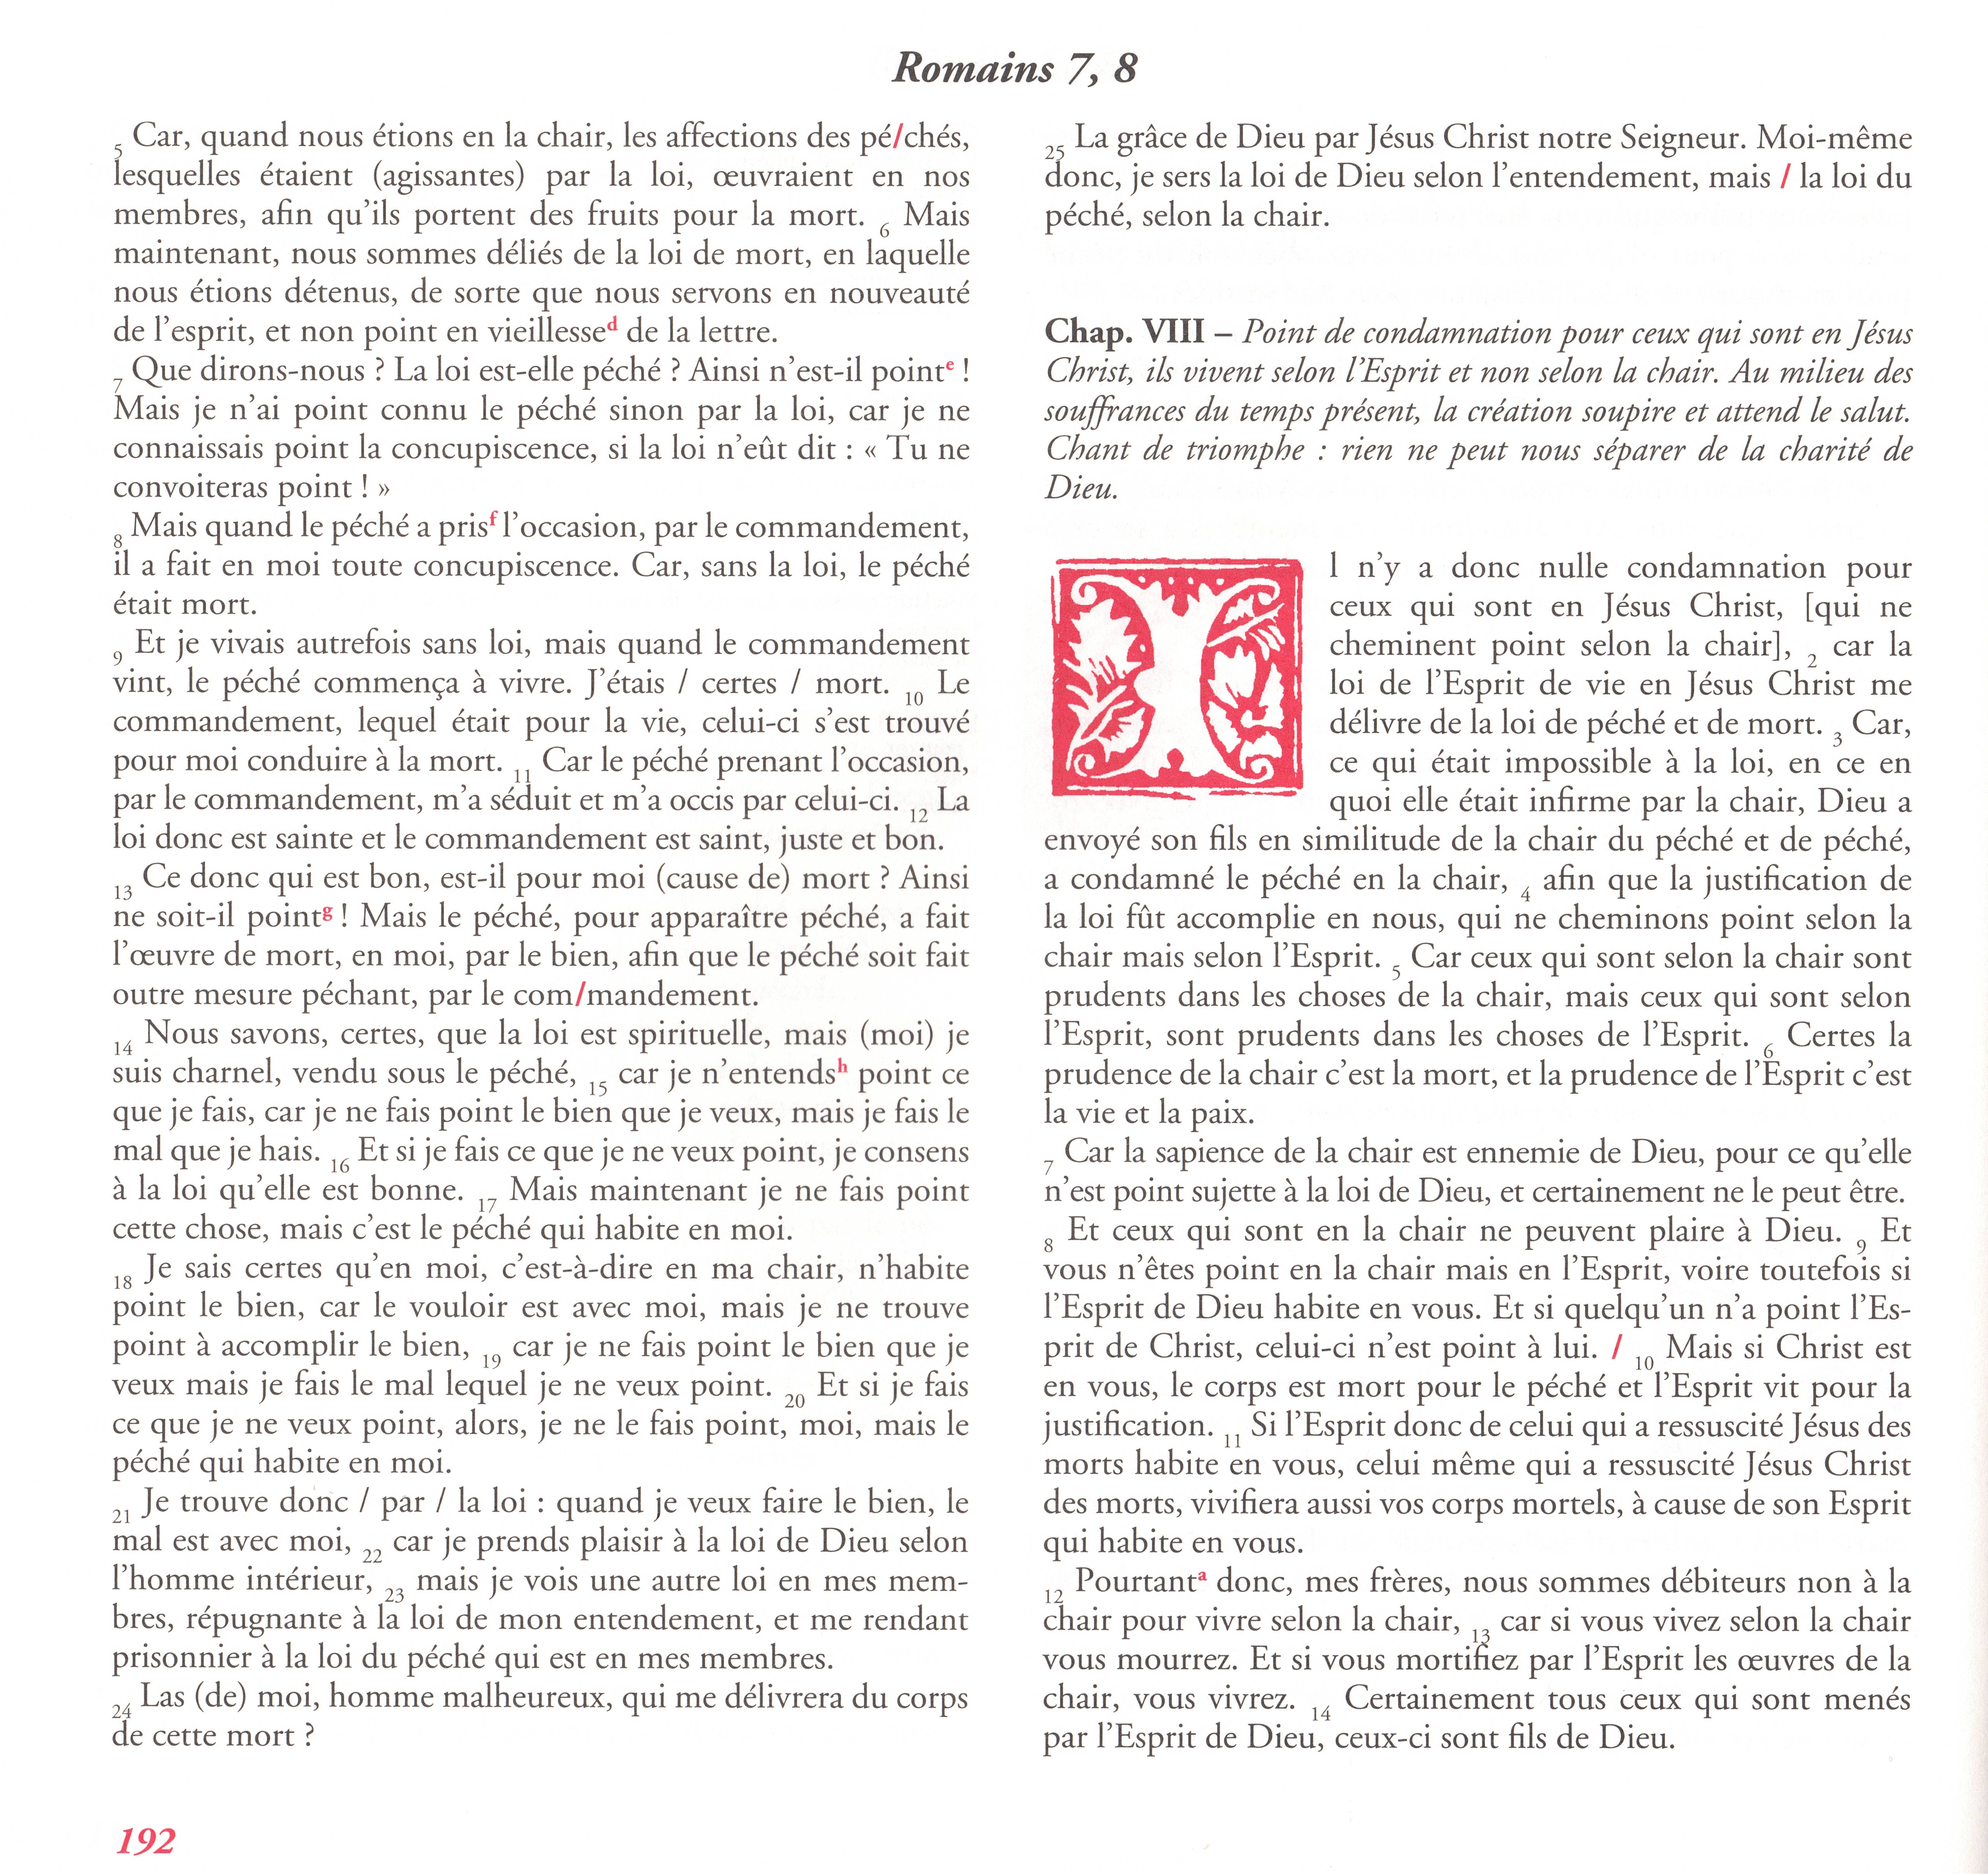 Romains 7, 8
5 Car, quand nous étions en la chair, les affections des pé/chés,
lesquelles étaient (agissantes) par la loi, œuvraient en nos
membres, afin qu’ils portent des fruits pour la mort. 6 Mais
maintenant, nous sommes déliés de la loi de mort, en laquelle
nous étions détenus, de sorte que nous servons en nouveauté
de l’esprit, et non point en vieillessed de la lettre.
7 Que dirons-nous ? La loi est-elle péché ? Ainsi n’est-il pointe !
Mais je n’ai point connu le péché sinon par la loi, car je ne
connaissais point la concupiscence, si la loi n’eût dit : « Tu ne
convoiteras point ! »
8 Mais quand le péché a prisf l’occasion, par le commandement,
il a fait en moi toute concupiscence. Car, sans la loi, le péché
était mort.
9 Et je vivais autrefois sans loi, mais quand le commandement
vint, le péché commença à vivre. J’étais / certes / mort. 10 Le
commandement, lequel était pour la vie, celui-ci s’est trouvé
pour moi conduire à la mort. 11 Car le péché prenant l’occasion,
par le commandement, m’a séduit et m’a occis par celui-ci. 12 La
loi donc est sainte et le commandement est saint, juste et bon.
13 Ce donc qui est bon, est-il pour moi (cause de) mort ? Ainsi
ne soit-il pointg ! Mais le péché, pour apparaître péché, a fait
l’œuvre de mort, en moi, par le bien, afin que le péché soit fait
outre mesure péchant, par le com/mandement.
14 Nous savons, certes, que la loi est spirituelle, mais (moi) je
suis charnel, vendu sous le péché, 15 car je n’entendsh point ce
que je fais, car je ne fais point le bien que je veux, mais je fais le
mal que je hais. 16 Et si je fais ce que je ne veux point, je consens
à la loi qu’elle est bonne. 17 Mais maintenant je ne fais point
cette chose, mais c’est le péché qui habite en moi.
18 Je sais certes qu’en moi, c’est-à-dire en ma chair, n’habite
point le bien, car le vouloir est avec moi, mais je ne trouve
point à accomplir le bien, 19 car je ne fais point le bien que je
veux mais je fais le mal lequel je ne veux point. 20 Et si je fais
ce que je ne veux point, alors, je ne le fais point, moi, mais le
péché qui habite en moi.
21 Je trouve donc / par / la loi : quand je veux faire le bien, le
mal est avec moi, 22 car je prends plaisir à la loi de Dieu selon
l’homme intérieur, 23 mais je vois une autre loi en mes mem-
bres, répugnante à la loi de mon entendement, et me rendant
prisonnier à la loi du péché qui est en mes membres.
24 Las (de) moi, homme malheureux, qui me délivrera du corps
de cette mort ?
25 La grâce de Dieu par Jésus Christ notre Seigneur. Moi-même
donc, je sers la loi de Dieu selon l’entendement, mais / la loi du
péché, selon la chair.
Chap. VIII – Point de condamnation pour ceux qui sont en Jésus
Christ, ils vivent selon l’Esprit et non selon la chair. Au milieu des
souffrances du temps présent, la création soupire et attend le salut.
Chant de triomphe : rien ne peut nous séparer de la charité de
Dieu.
Il n’y a donc nulle condamnation pour
ceux qui sont en Jésus Christ, [qui ne
cheminent point selon la chair], 2 car la
loi de l’Esprit de vie en Jésus Christ me
délivre de la loi de péché et de mort. 3 Car,
ce qui était impossible à la loi, en ce en
quoi elle était infirme par la chair, Dieu a
envoyé son fils en similitude de la chair du péché et de péché,
a condamné le péché en la chair, 4 afin que la justification de
la loi fût accomplie en nous, qui ne cheminons point selon la
chair mais selon l’Esprit. 5 Car ceux qui sont selon la chair sont
prudents dans les choses de la chair, mais ceux qui sont selon
l’Esprit, sont prudents dans les choses de l’Esprit. 6 Certes la
prudence de la chair c’est la mort, et la prudence de l’Esprit c’est
la vie et la paix.
7 Car la sapience de la chair est ennemie de Dieu, pour ce qu’elle
n’est point sujette à la loi de Dieu, et certainement ne le peut être.
8 Et ceux qui sont en la chair ne peuvent plaire à Dieu. 9 Et
vous n’êtes point en la chair mais en l’Esprit, voire toutefois si
l’Esprit de Dieu habite en vous. Et si quelqu’un n’a point l’Es-
prit de Christ, celui-ci n’est point à lui. / 10 Mais si Christ est
en vous, le corps est mort pour le péché et l’Esprit vit pour la
justification. 11 Si l’Esprit donc de celui qui a ressuscité Jésus des
morts habite en vous, celui même qui a ressuscité Jésus Christ
des morts, vivifiera aussi vos corps mortels, à cause de son Esprit
qui habite en vous.
12 Pourtanta donc, mes frères, nous sommes débiteurs non à la
chair pour vivre selon la chair, 13 car si vous vivez selon la chair
vous mourrez. Et si vous mortifiez par l’Esprit les œuvres de la
chair, vous vivrez. 14 Certainement tous ceux qui sont menés
par l’Esprit de Dieu, ceux-ci sont fils de Dieu.
192